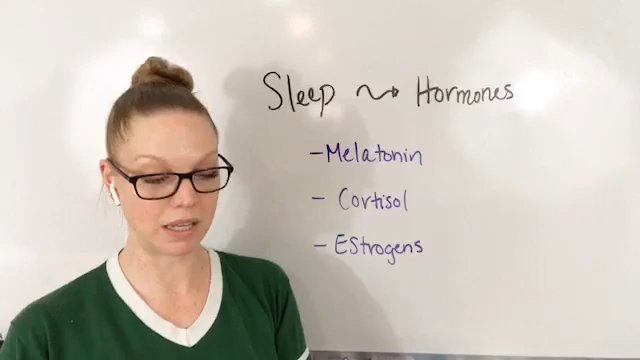 Sleep ⤳ Hormones
- Melatonin
- Cortisol
- Estrogens